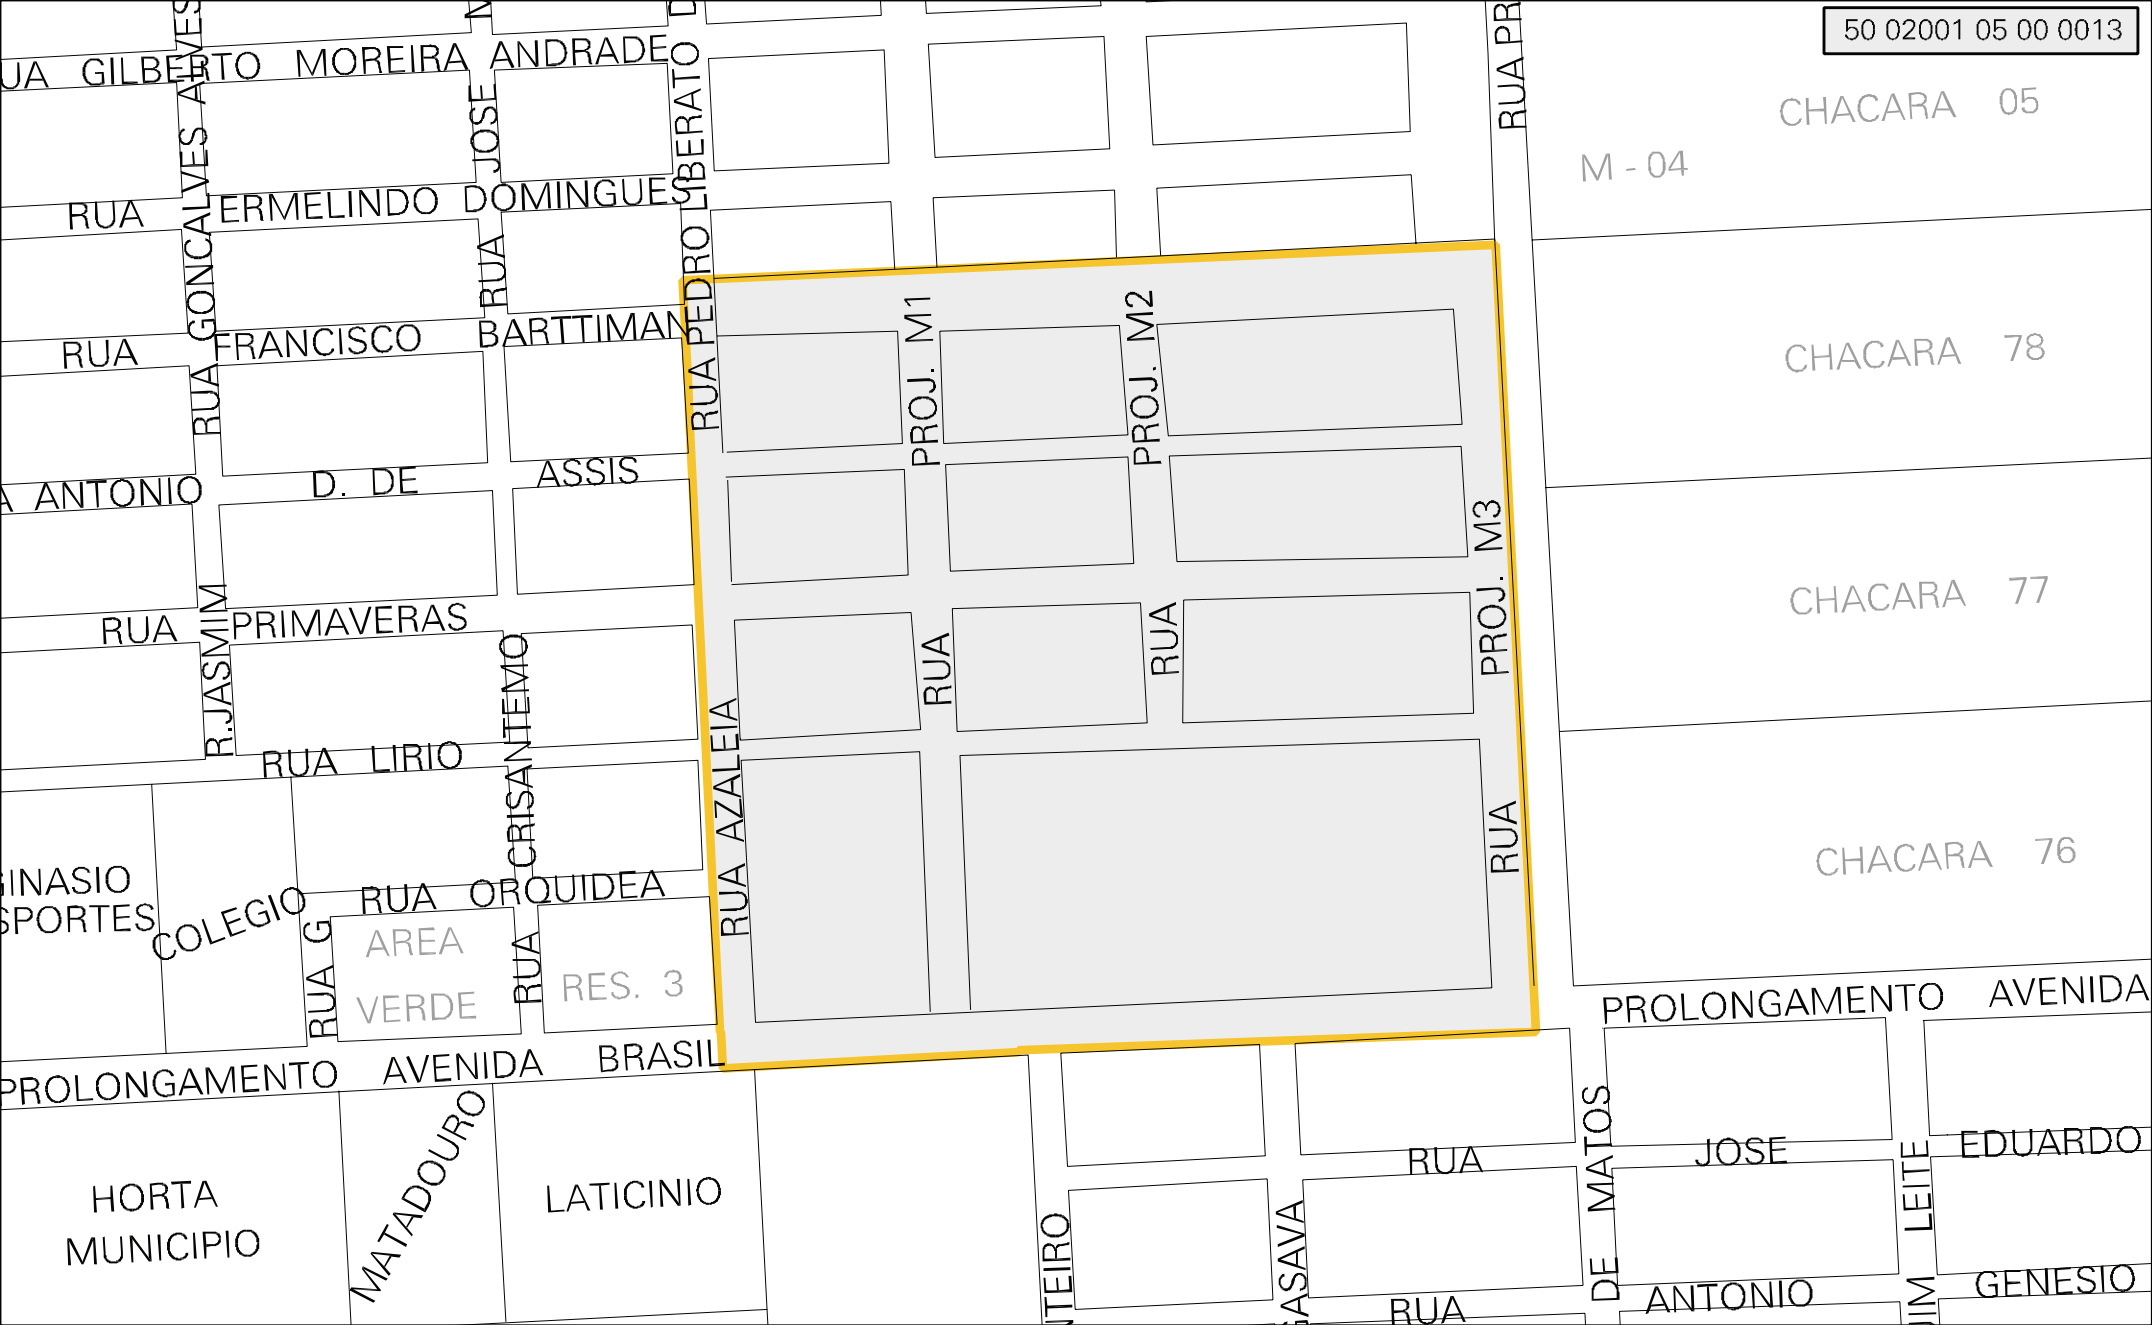 50 02001 05 00 0013
GILBERTO MOREIRA ANDRADE
RUA GONCALVES ALVES
JOSE
RUA
RUA PEDRO LIBERATO
RUA
CHACARA 05
M - 04
RUA ERMELINDO DOMINGUES
RUA FRANCISCO BARTTIMAN
PROJ. M1
RUA
PROJ. M2
RUA
CHACARA 78
ANTONIO D. DE ASSIS
PROJ. M3
RUA
CHACARA 77
R.JASMIM
RUA PRIMAVERAS
RUA CRISANTEMO
RUA LIRIO
RUA AZALEIA
CHACARA 76
COLEGIO
RUA ORQUIDEA
RUA G
AREA
VERDE
RES. 3
PROLONGAMENTO AVENIDA
PROLONGAMENTO AVENIDA BRASIL
HORTA
MUNICIPIO
MATADOURO
LATICINIO
RUA JOSE EDUARDO
DE MATOS
LEITE
RUA ANTONIO GENESIO